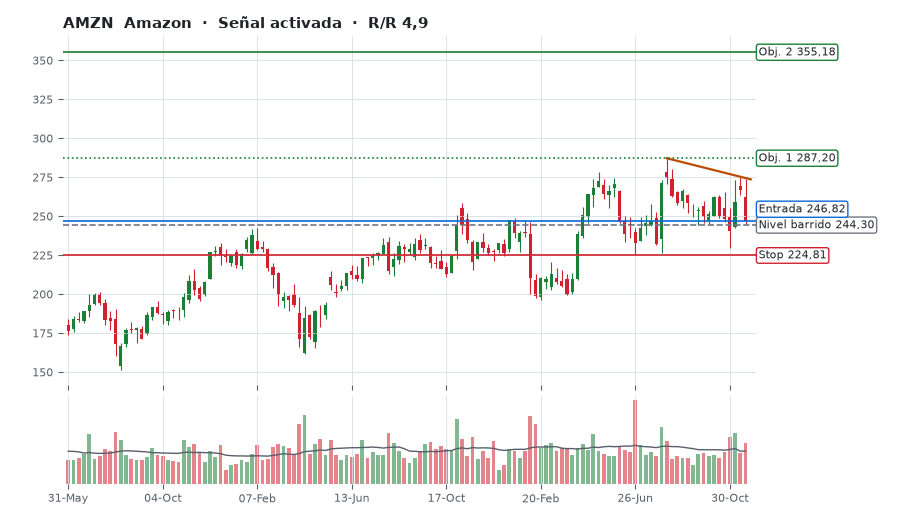 AMZN  Amazon  ·  Señal activada  ·  R/R 4,9
Obj. 2 355,18
Obj. 1 287,20
Entrada 246,82
Nivel barrido 244,30
Stop 224,81
350
325
300
275
250
225
200
175
150
31-May
04-Oct
07-Feb
13-Jun
17-Oct
20-Feb
26-Jun
30-Oct